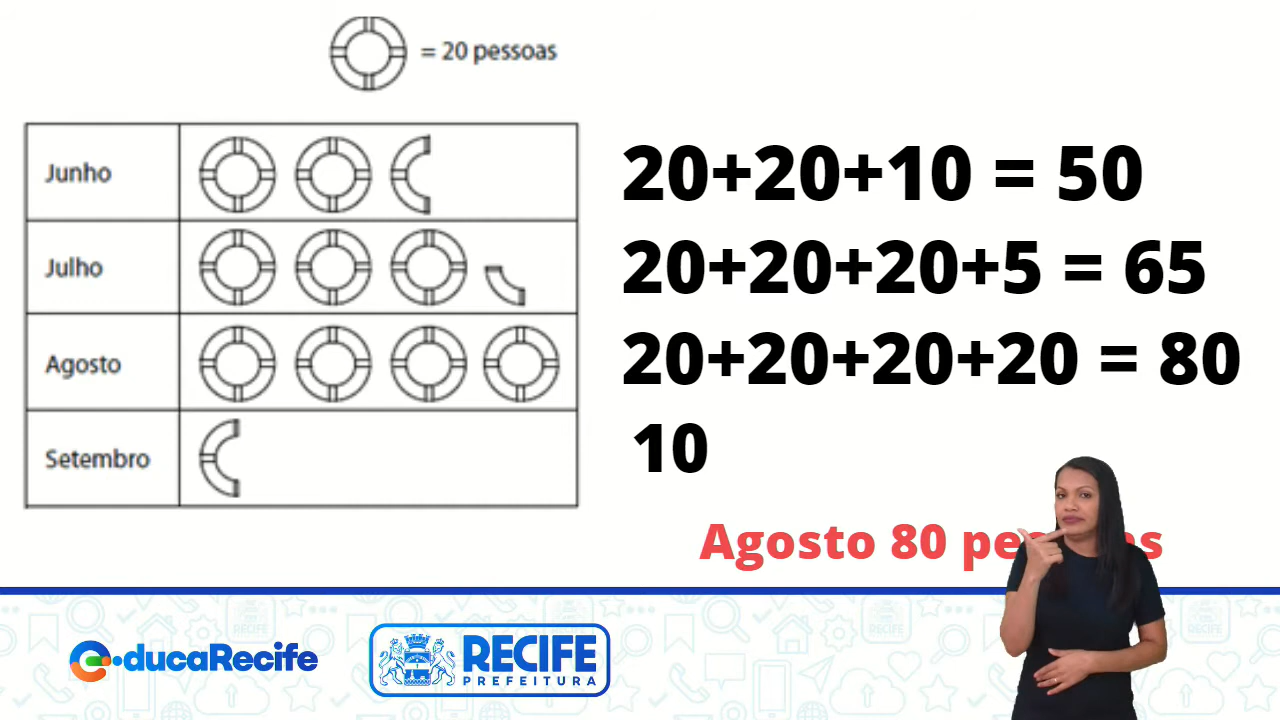 = 20 pessoas
Junho
20+20+10 = 50
Julho
20+20+20+5 = 65
Agosto
20+20+20+20 = 80
Setembro
10
Agosto 80
EducaRecife
RECIFE
PREFEITURA